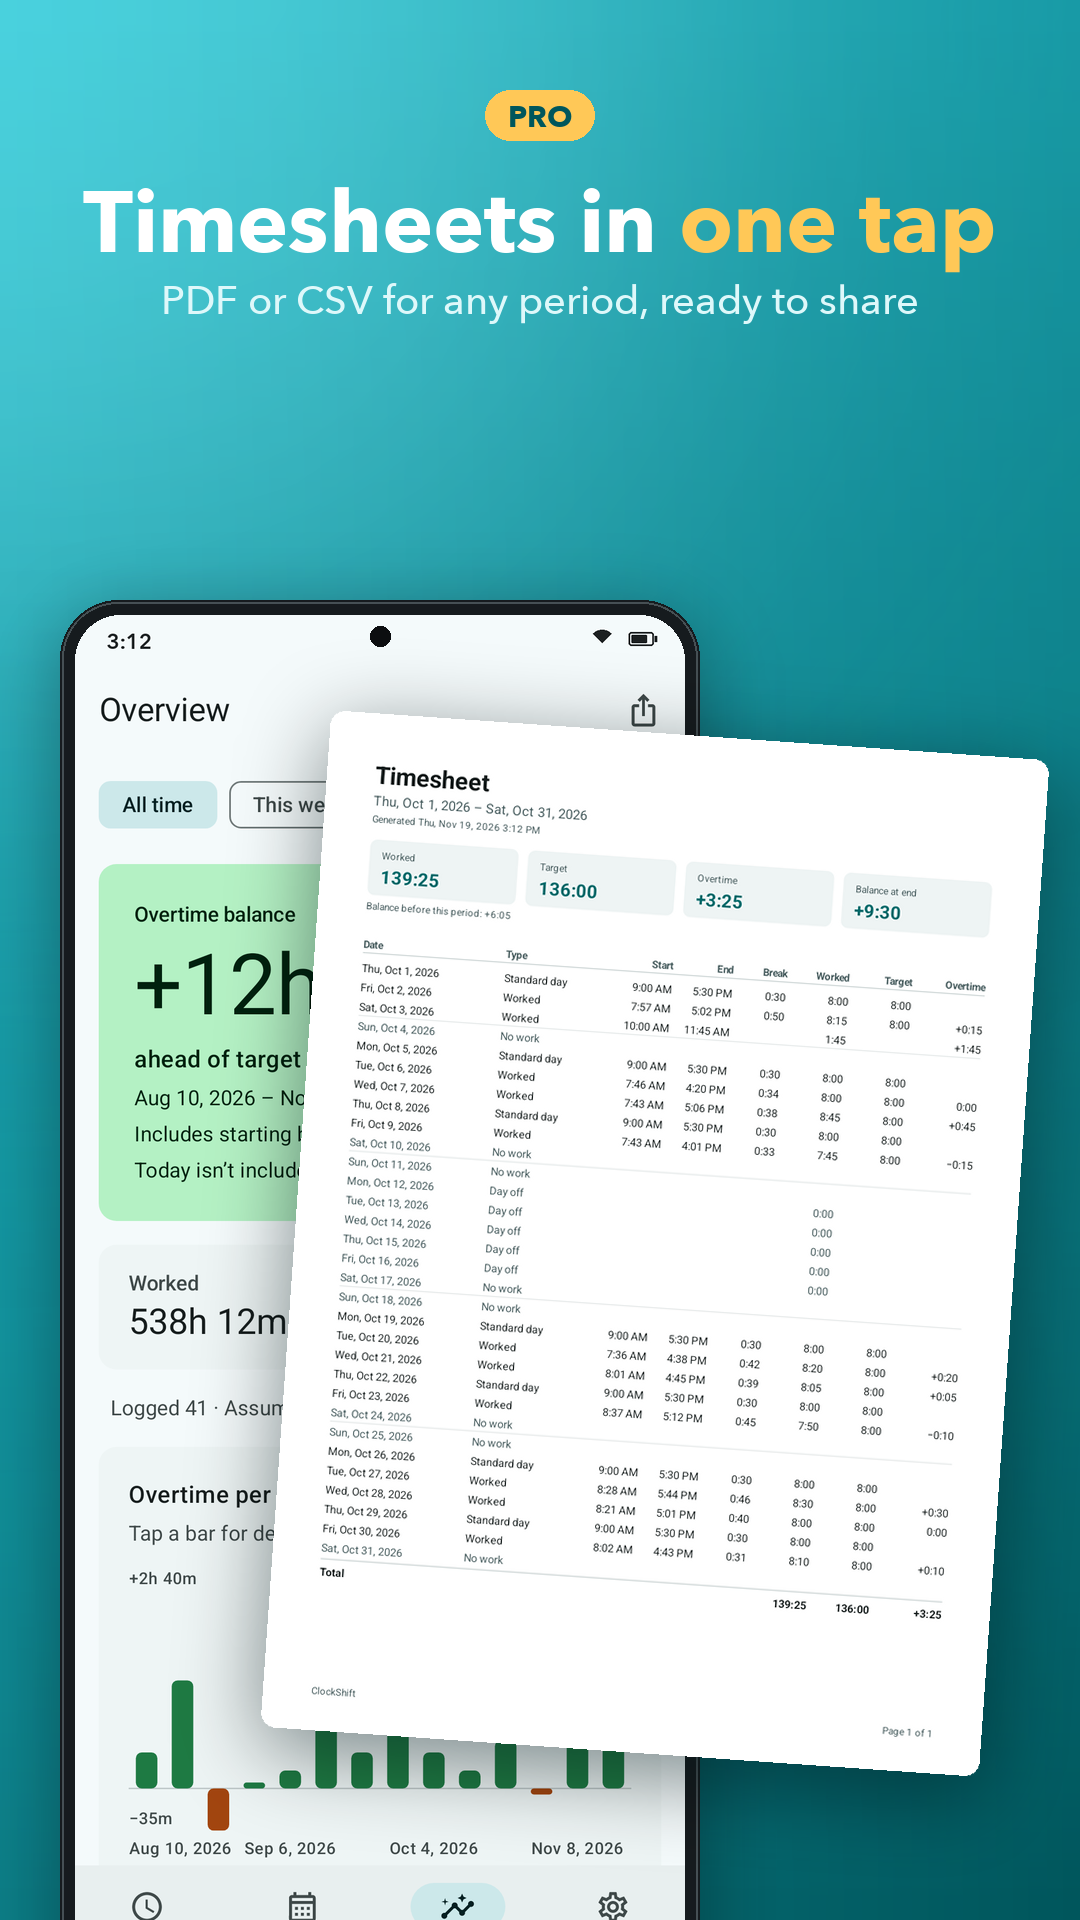 PRO
Timesheets in one tap
PDF or CSV for any period, ready to share
3:12
Overview
All time
This we
Overtime balance
+12h
ahead of target
Aug 10, 2026 – No
Includes starting
Today isn't includ
Worked
538h 12m
Logged 41 · Assum
Overtime per
Tap a bar for de
+2h 40m
−35m
Aug 10, 2026 Sep 6, 2026 Oct 4, 2026 Nov 8, 2026
Timesheet
Thu, Oct 1, 2026 – Sat, Oct 31, 2026
Generated Thu, Nov 19, 2026 3:12 PM
Worked Target Overtime Balance at end
139:25 136:00 +3:25 +9:30
Balance before this period: +6:05
Date Type Start End Break Worked Target Overtime
Thu, Oct 1, 2026 Standard day 9:00 AM 5:30 PM 0:30 8:00 8:00
Fri, Oct 2, 2026 Worked 7:57 AM 5:02 PM 0:50 8:15 8:00 +0:15
Sat, Oct 3, 2026 Worked 10:00 AM 11:45 AM 1:45 +1:45
Sun, Oct 4, 2026 No work
Mon, Oct 5, 2026 Standard day 9:00 AM 5:30 PM 0:30 8:00 8:00
Tue, Oct 6, 2026 Worked 7:46 AM 4:20 PM 0:34 8:00 8:00 0:00
Wed, Oct 7, 2026 Worked 7:43 AM 5:06 PM 0:38 8:45 8:00 +0:45
Thu, Oct 8, 2026 Standard day 9:00 AM 5:30 PM 0:30 8:00 8:00
Fri, Oct 9, 2026 Worked 7:43 AM 4:01 PM 0:33 7:45 8:00 −0:15
Sat, Oct 10, 2026 No work
Sun, Oct 11, 2026 No work
Mon, Oct 12, 2026 Day off 0:00
Tue, Oct 13, 2026 Day off 0:00
Wed, Oct 14, 2026 Day off 0:00
Thu, Oct 15, 2026 Day off 0:00
Fri, Oct 16, 2026 Day off 0:00
Sat, Oct 17, 2026 No work
Sun, Oct 18, 2026 No work
Mon, Oct 19, 2026 Standard day 9:00 AM 5:30 PM 0:30 8:00 8:00
Tue, Oct 20, 2026 Worked 7:36 AM 4:38 PM 0:42 8:20 8:00 +0:20
Wed, Oct 21, 2026 Worked 8:01 AM 4:45 PM 0:39 8:05 8:00 +0:05
Thu, Oct 22, 2026 Standard day 9:00 AM 5:30 PM 0:30 8:00 8:00
Fri, Oct 23, 2026 Worked 8:37 AM 5:12 PM 0:45 7:50 8:00 −0:10
Sat, Oct 24, 2026 No work
Sun, Oct 25, 2026 No work
Mon, Oct 26, 2026 Standard day 9:00 AM 5:30 PM 0:30 8:00 8:00
Tue, Oct 27, 2026 Worked 8:28 AM 5:44 PM 0:46 8:30 8:00 +0:30
Wed, Oct 28, 2026 Worked 8:21 AM 5:01 PM 0:40 8:00 8:00 0:00
Thu, Oct 29, 2026 Standard day 9:00 AM 5:30 PM 0:30 8:00 8:00
Fri, Oct 30, 2026 Worked 8:02 AM 4:43 PM 0:31 8:10 8:00 +0:10
Sat, Oct 31, 2026 No work
Total 139:25 136:00 +3:25
ClockShift
Page 1 of 1